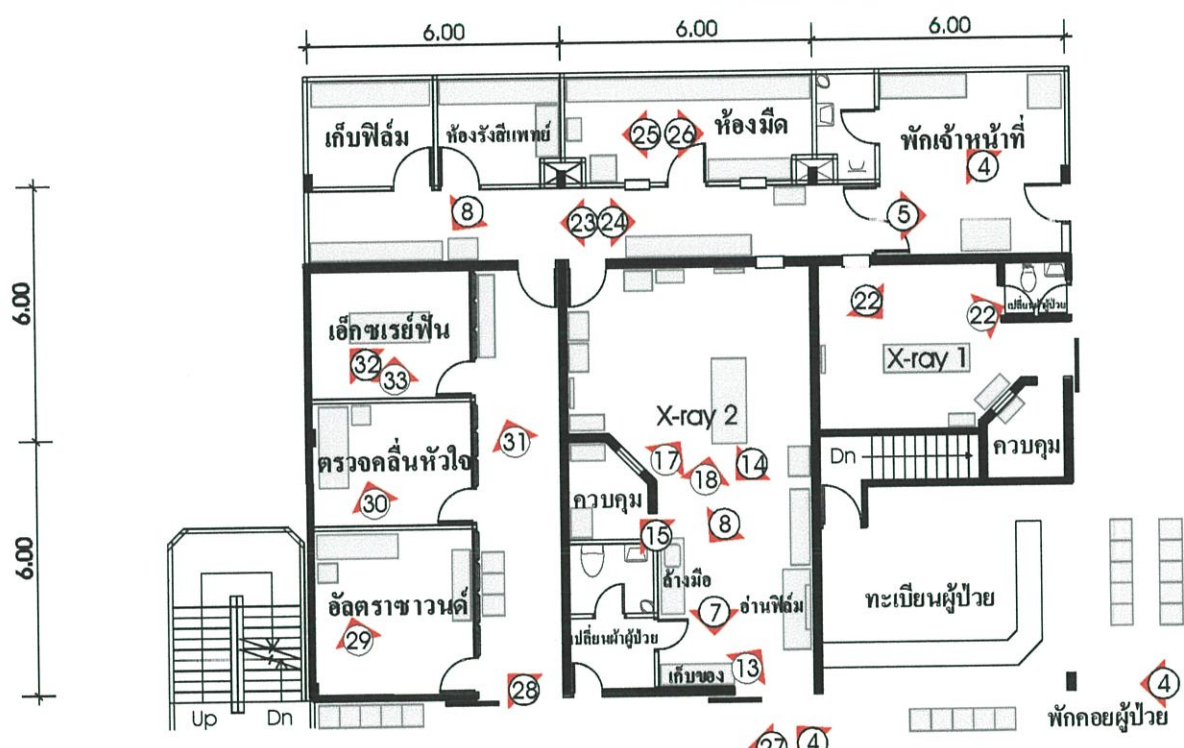 6.00 6.00 6.00
เก็บฟิล์ม ห้องรังสีแพทย์ 25 26 ห้องมืด พักเจ้าหน้าที่
4
8 23 24 5
6.00
22 22 เปลี่ยนผ้าผู้ป่วย
เอ็กซเรย์ฟัน
32 33
X-ray 1
X-ray 2
31
ตรวจคลื่นหัวใจ
17 18 14
Dn
ควบคุม
30
ควบคุม
8
15
6.00
อัลตราซาวนด์
29
ล้างมือ
7
อ่านฟิล์ม
ทะเบียนผู้ป่วย
เปลี่ยนผ้าผู้ป่วย
13
เก็บของ
28
4
Up Dn
พักคอยผู้ป่วย
27 4